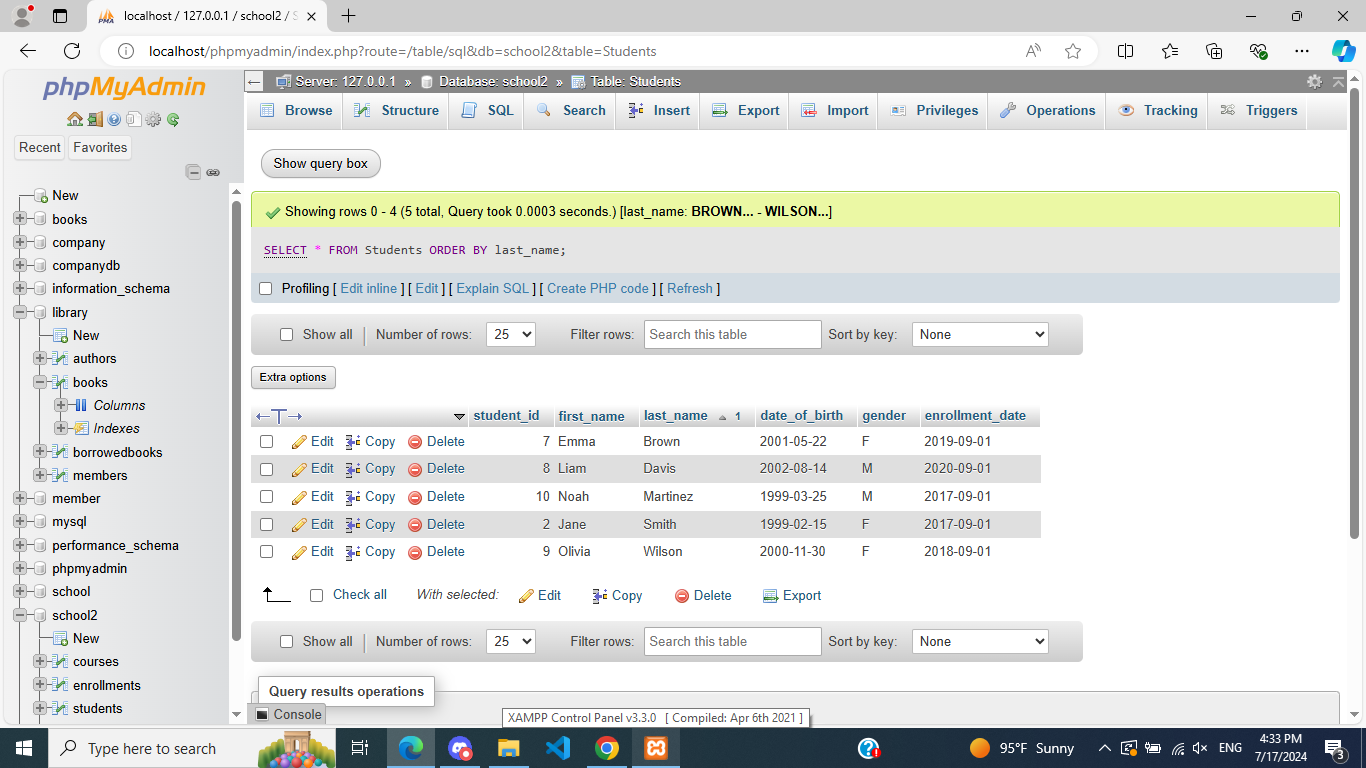 localhost / 127.0.0.1 / school2 / S
localhost/phpmyadmin/index.php?route=/table/sql&db=school2&table=Students
phpMyAdmin
Recent Favorites
New
books
company
companydb
information_schema
library
New
authors
books
Columns
Indexes
borrowedbooks
members
member
mysql
performance_schema
phpmyadmin
school
school2
New
courses
enrollments
students
Server: 127.0.0.1 » Database: school2 » Table: Students
Browse Structure SQL Search Insert Export Import Privileges Operations Tracking Triggers
Show query box
Showing rows 0 - 4 (5 total, Query took 0.0003 seconds.) [last_name: BROWN... - WILSON...]
SELECT * FROM Students ORDER BY last_name;
Profiling [ Edit inline ] [ Edit ] [ Explain SQL ] [ Create PHP code ] [ Refresh ]
Show all Number of rows: 25 Filter rows: Search this table Sort by key: None
Extra options
student_id first_name last_name 1 date_of_birth gender enrollment_date
Edit Copy Delete 7 Emma Brown 2001-05-22 F 2019-09-01
Edit Copy Delete 8 Liam Davis 2002-08-14 M 2020-09-01
Edit Copy Delete 10 Noah Martinez 1999-03-25 M 2017-09-01
Edit Copy Delete 2 Jane Smith 1999-02-15 F 2017-09-01
Edit Copy Delete 9 Olivia Wilson 2000-11-30 F 2018-09-01
Check all With selected: Edit Copy Delete Export
Show all Number of rows: 25 Filter rows: Search this table Sort by key: None
Query results operations
Console
XAMPP Control Panel v3.3.0 [ Compiled: Apr 6th 2021 ]
Type here to search
95°F Sunny
ENG
4:33 PM
7/17/2024
3